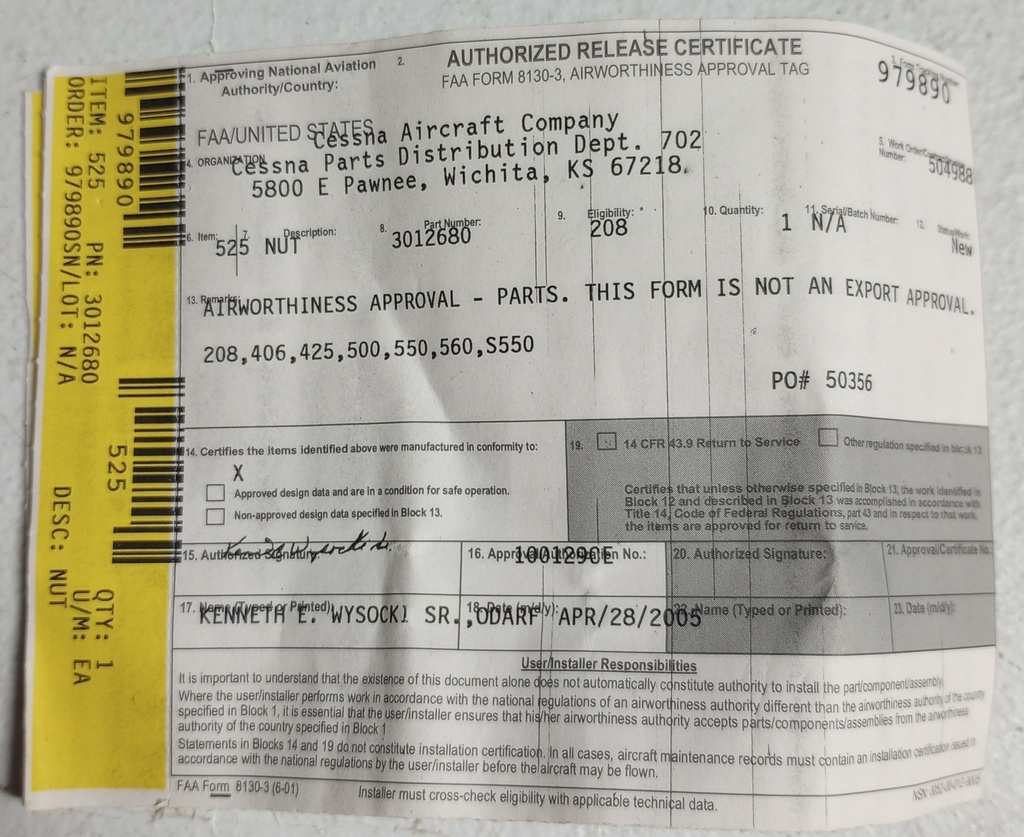 ITEM: 525 PN: 3012680 QTY: 1
ORDER: 979890SN/LOT: N/A DESC: NUT U/M: EA
979890
525
1. Approving National Aviation Authority/Country:
2.
AUTHORIZED RELEASE CERTIFICATE
FAA FORM 8130-3, AIRWORTHINESS APPROVAL TAG
979890
FAA/UNITED STATES
Cessna Aircraft Company
4. ORGANIZATION
Cessna Parts Distribution Dept. 702
5800 E Pawnee, Wichita, KS 67218.
5. Work Order/ Number:
504988
6. Item: 7. Description: 8. Part Number: 9. Eligibility: 10. Quantity: 11. Serial/Batch Number: 12.
525 NUT 3012680 208 1 N/A New
13. Remarks:
AIRWORTHINESS APPROVAL - PARTS. THIS FORM IS NOT AN EXPORT APPROVAL.
208,406,425,500,550,560,S550
PO# 50356
14. Certifies the items identified above were manufactured in conformity to:
X
Approved design data and are in a condition for safe operation.
Non-approved design data specified in Block 13.
19. 14 CFR 43.9 Return to Service Other regulation specified in block 13
Certifies that unless otherwise specified in Block 13, the work identified in
Block 12 and described in Block 13 was accomplished in accordance with
Title 14, Code of Federal Regulations, part 43 and in respect to that work,
the items are approved for return to service.
15. Authorized Signature: 16. Approval/Authorization No.: 20. Authorized Signature: 21. Approval/Certificate No.:
100129CE
17. Name (Typed or Printed): 18. Date (m/d/y): 22. Name (Typed or Printed): 23. Date (m/d/y):
KENNETH E. WYSOCKI SR.,ODARF APR/28/2005
User/Installer Responsibilities
It is important to understand that the existence of this document alone does not automatically constitute authority to install the part/component/assembly.
Where the user/installer performs work in accordance with the national regulations of an airworthiness authority different than the airworthiness authority of the country
specified in Block 1, it is essential that the user/installer ensures that his/her airworthiness authority accepts parts/components/assemblies from the airworthiness
authority of the country specified in Block 1
Statements in Blocks 14 and 19 do not constitute installation certification. In all cases, aircraft maintenance records must contain an installation certification issued in
accordance with the national regulations by the user/installer before the aircraft may be flown.
FAA Form 8130-3 (6-01)
Installer must cross-check eligibility with applicable technical data.